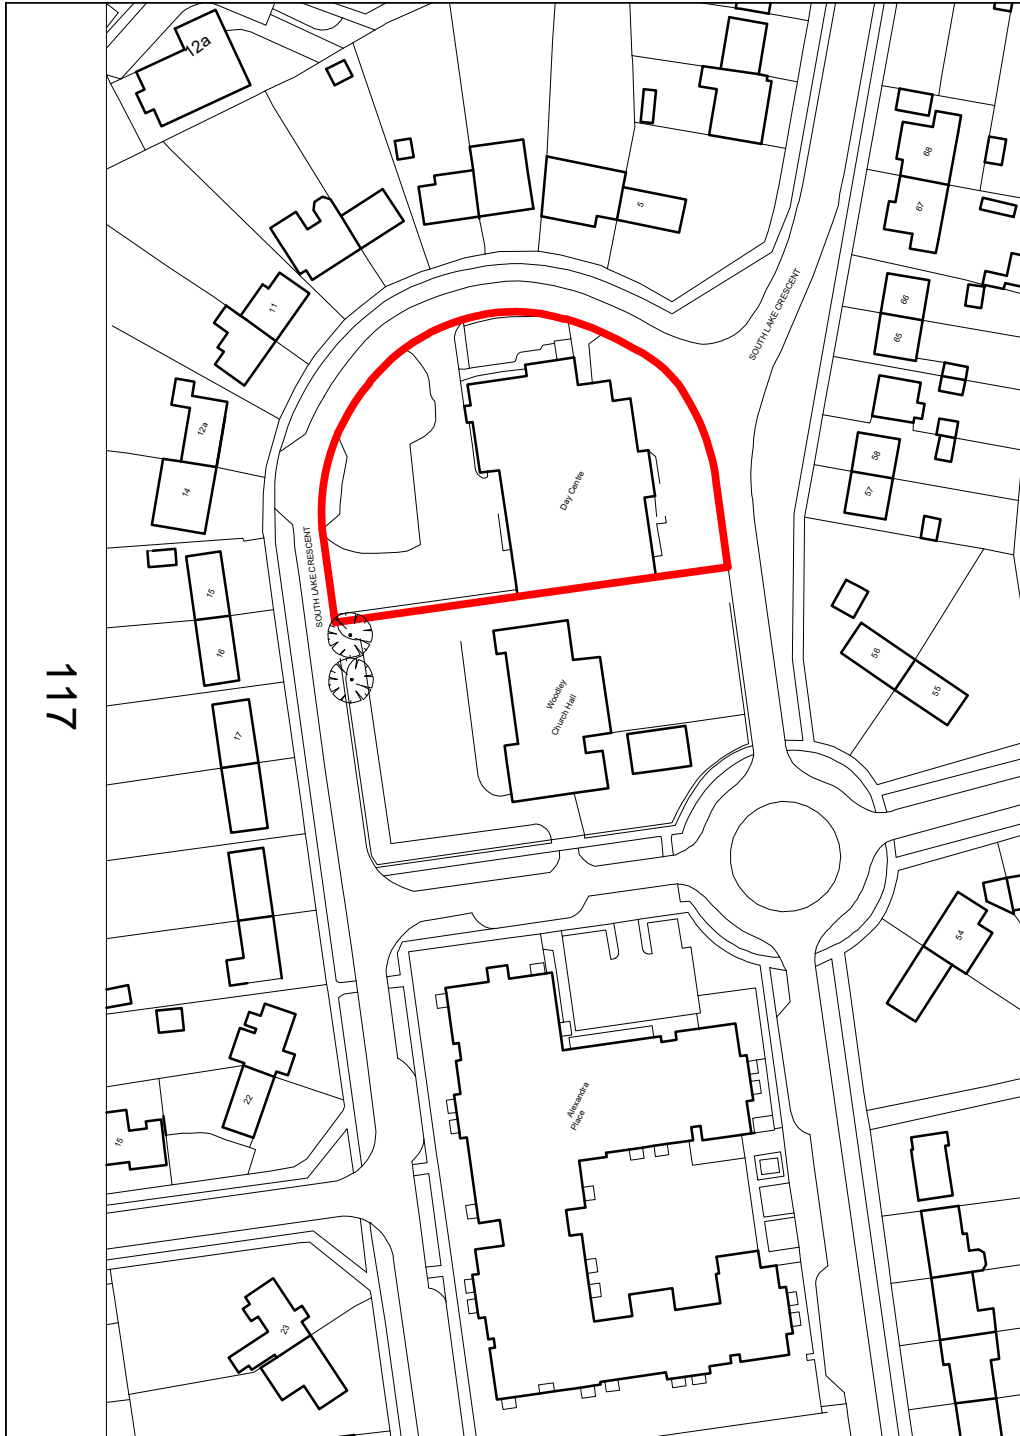 12a
5
68
67
SOUTH LAKE CRESCENT
66
65
11
12a
14
58
57
Day Centre
SOUTH LAKE CRESCENT
15
16
56
55
Woodley
Church Hall
117
17
54
22
Alexandra
Place
15
23